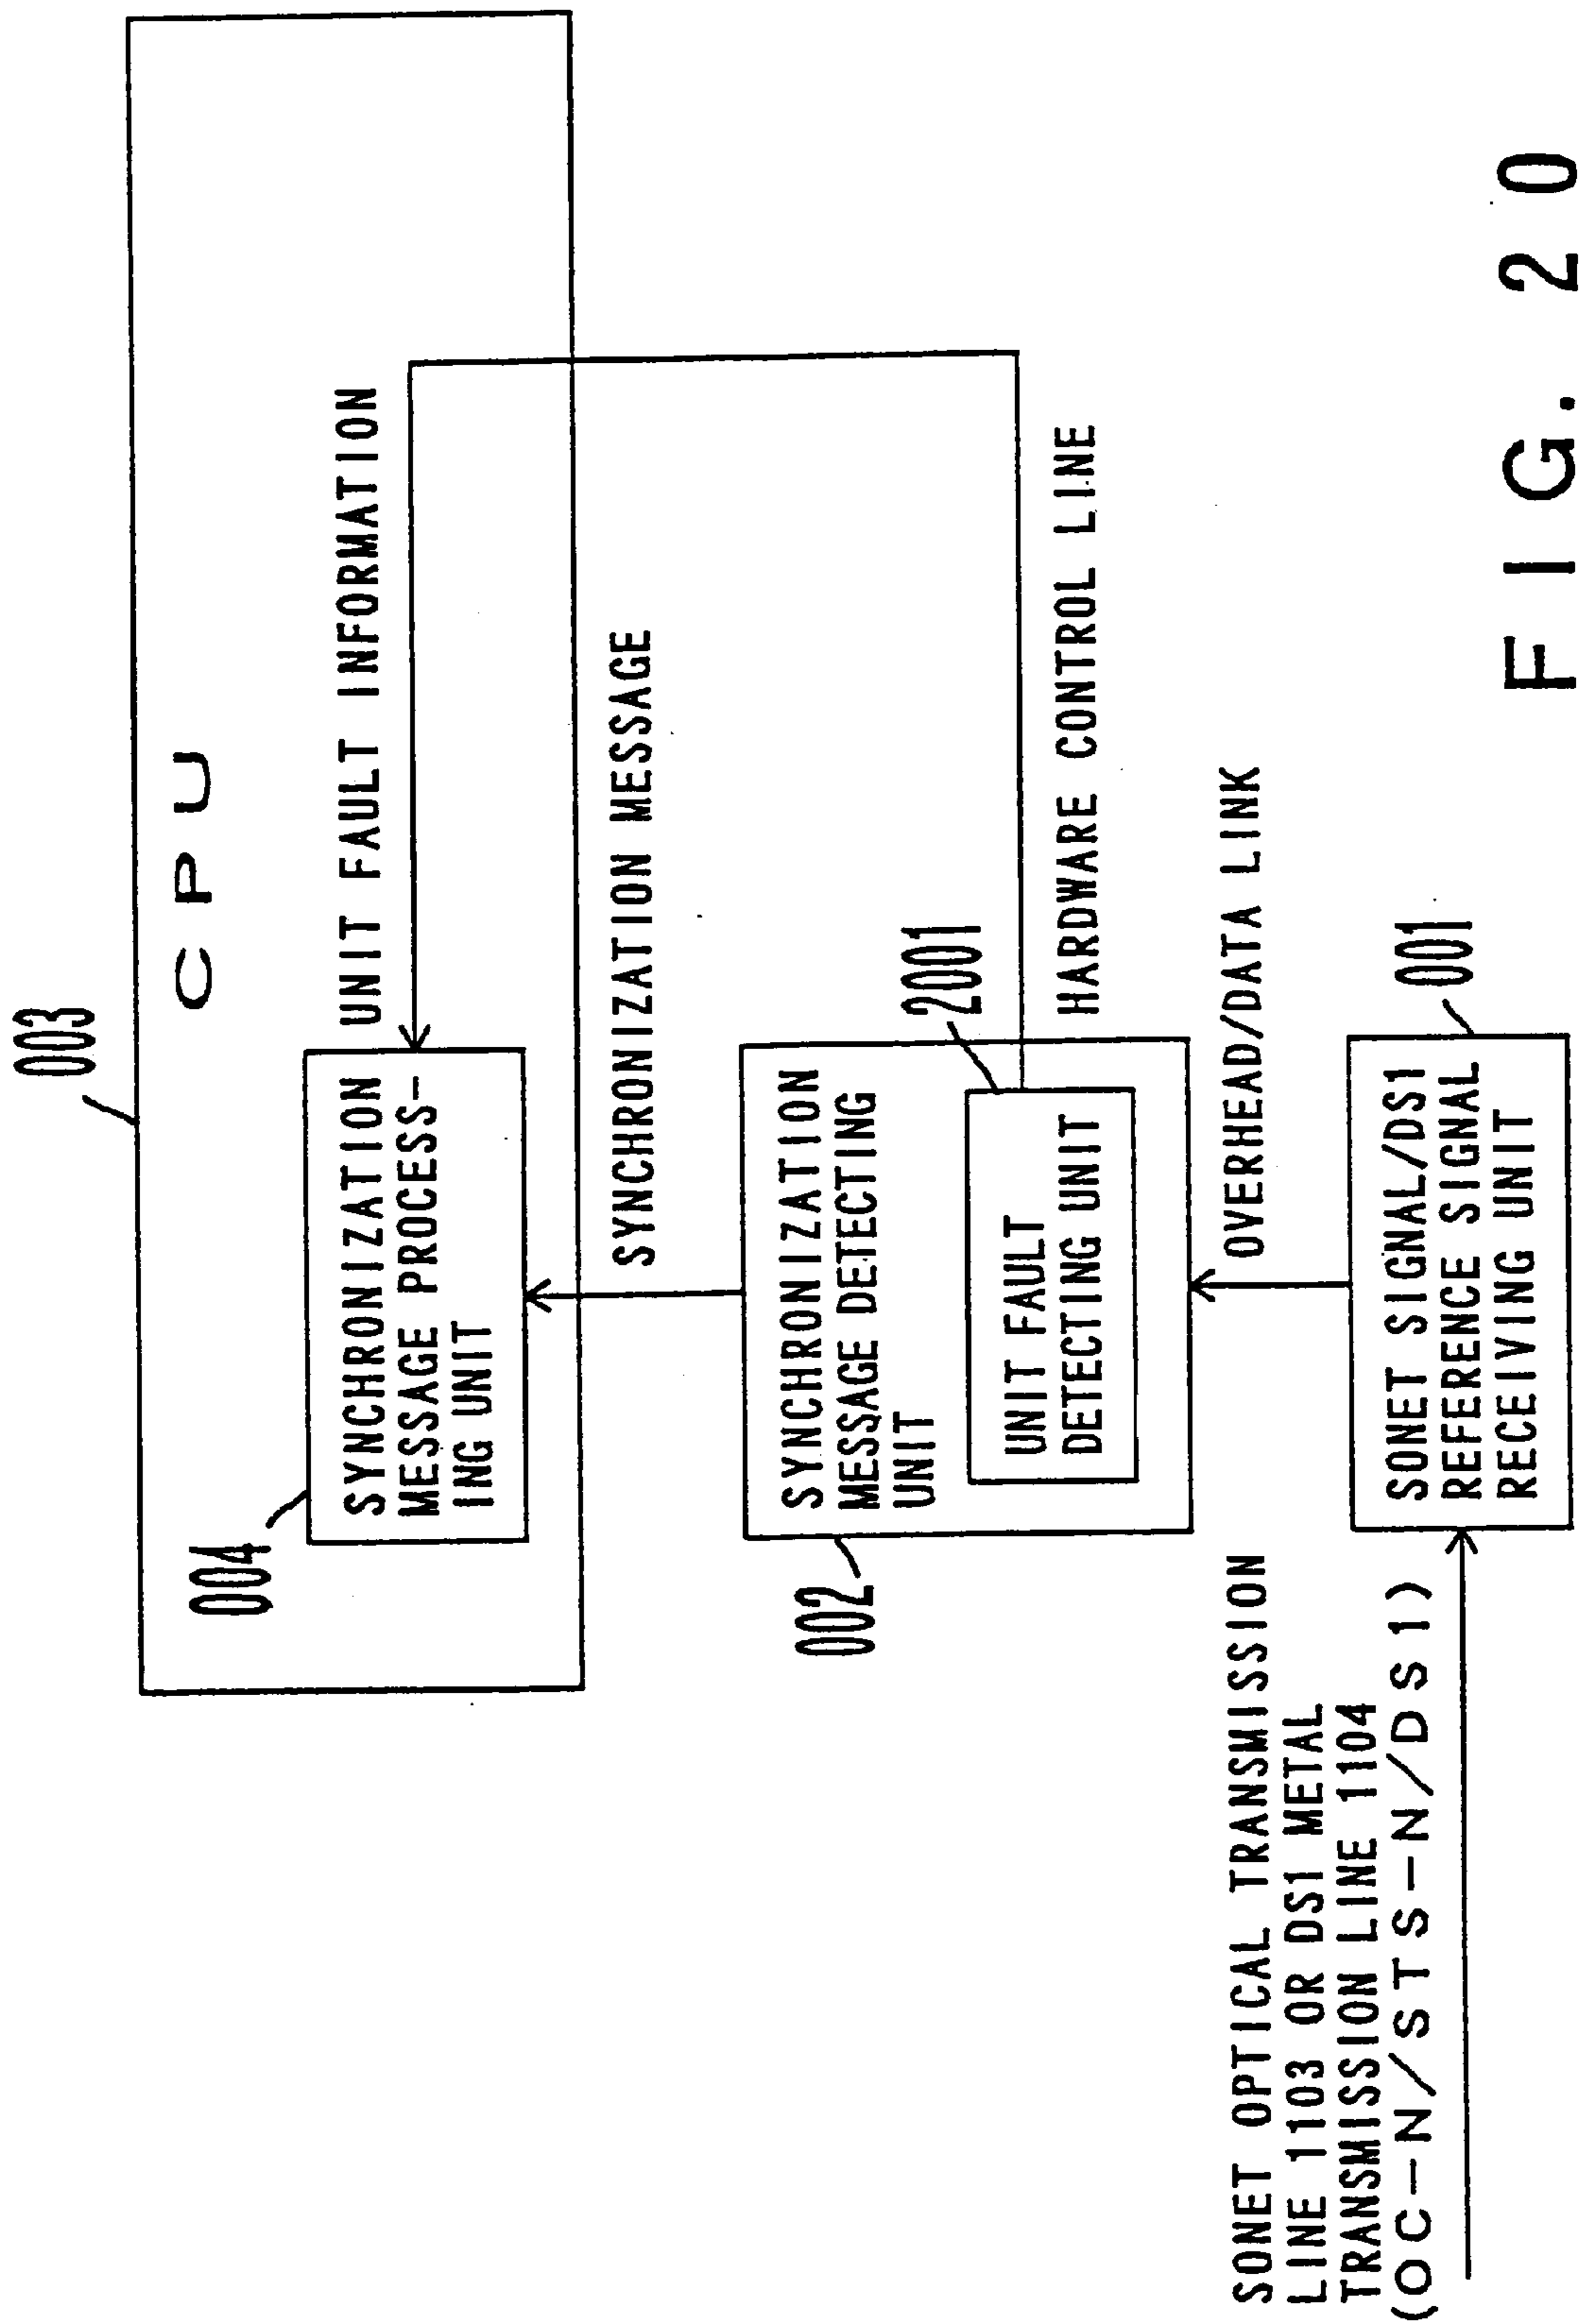 003
CPU
004
SYNCHRONIZATION
MESSAGE PROCESS-
ING UNIT
UNIT FAULT INFORMATION
SYNCHRONIZATION MESSAGE
002
SYNCHRONIZATION
MESSAGE DETECTING
UNIT
2001
UNIT FAULT
DETECTING UNIT
HARDWARE CONTROL LINE
OVERHEAD/DATA LINK
SONET OPTICAL TRANSMISSION
LINE 1103 OR DS1 METAL
TRANSMISSION LINE 1104
(OC-N/STS-N/DS1)
001
SONET SIGNAL/DS1
REFERENCE SIGNAL
RECEIVING UNIT
FIG. 20